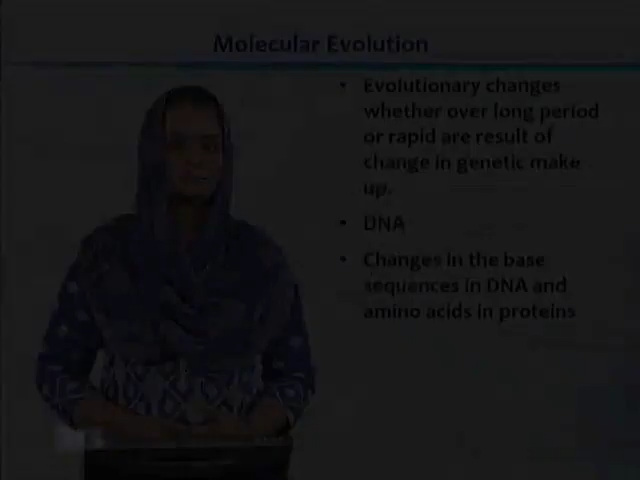 Molecular Evolution
• Evolutionary changes
whether over long period
or rapid are result of
change in genetic make
up.
• DNA
• Changes in the base
sequences in DNA and
amino acids in proteins